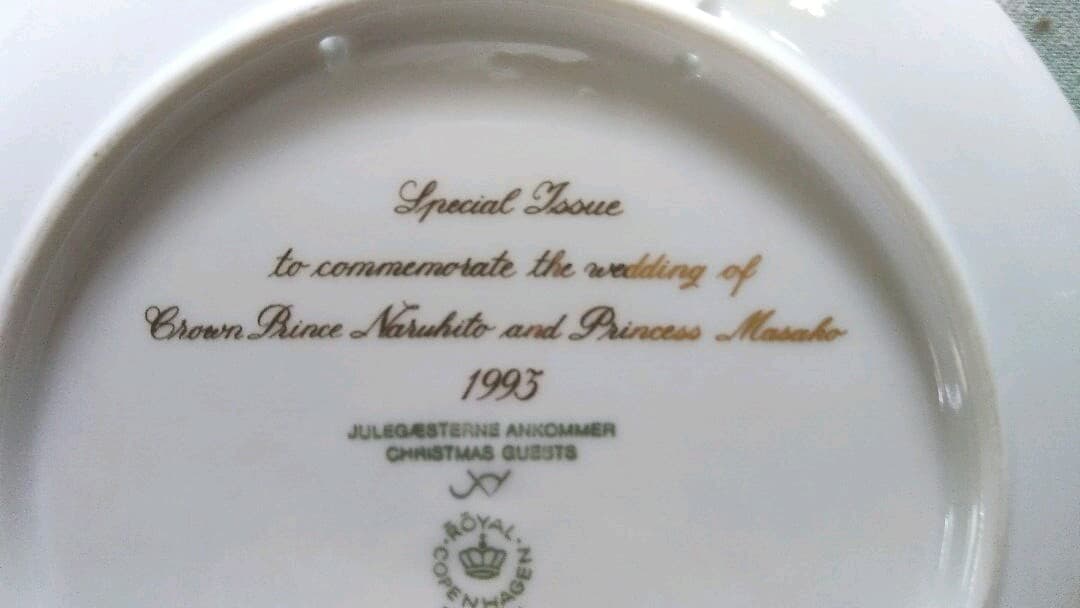 Special Issue
to commemorate the wedding of
Crown Prince Naruhito and Princess Masako
1993
JULEGÆSTERNE ANKOMMER
CHRISTMAS GUESTS
ROYAL
COPENHAGEN